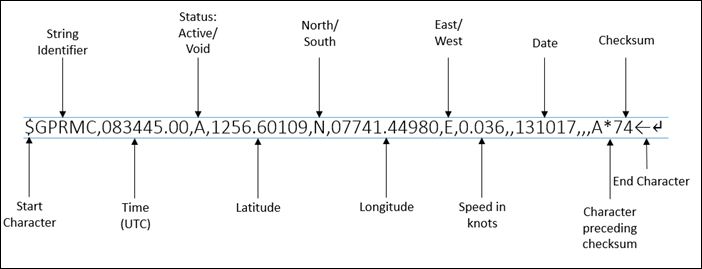 String
Identifier
Status:
Active/
Void
North/
South
East/
West
Date
Checksum
$GPRMC,083445.00,A,1256.60109,N,07741.44980,E,0.036,,131017,,,A*74←↲
Start
Character
Time
(UTC)
Latitude
Longitude
Speed in
knots
Character
preceding
checksum
End Character